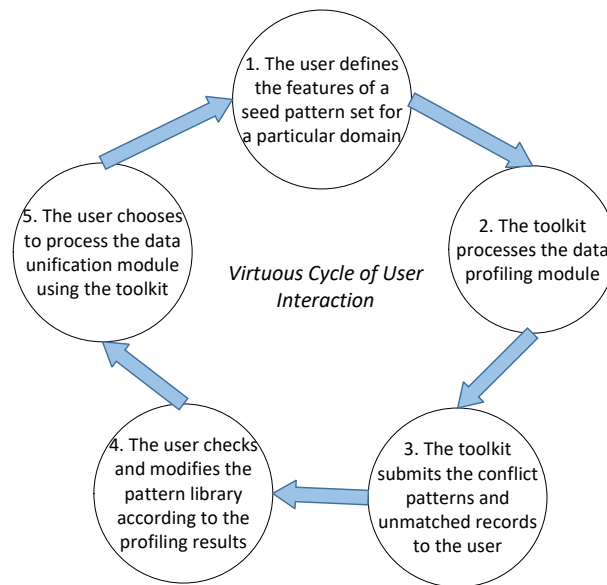 1. The user defines
the features of a
seed pattern set for
a particular domain
2. The toolkit
processes the data
profiling module
3. The toolkit
submits the conflict
patterns and
unmatched records
to the user
4. The user checks
and modifies the
pattern library
according to the
profiling results
5. The user chooses
to process the data
unification module
using the toolkit
Virtuous Cycle of User
Interaction